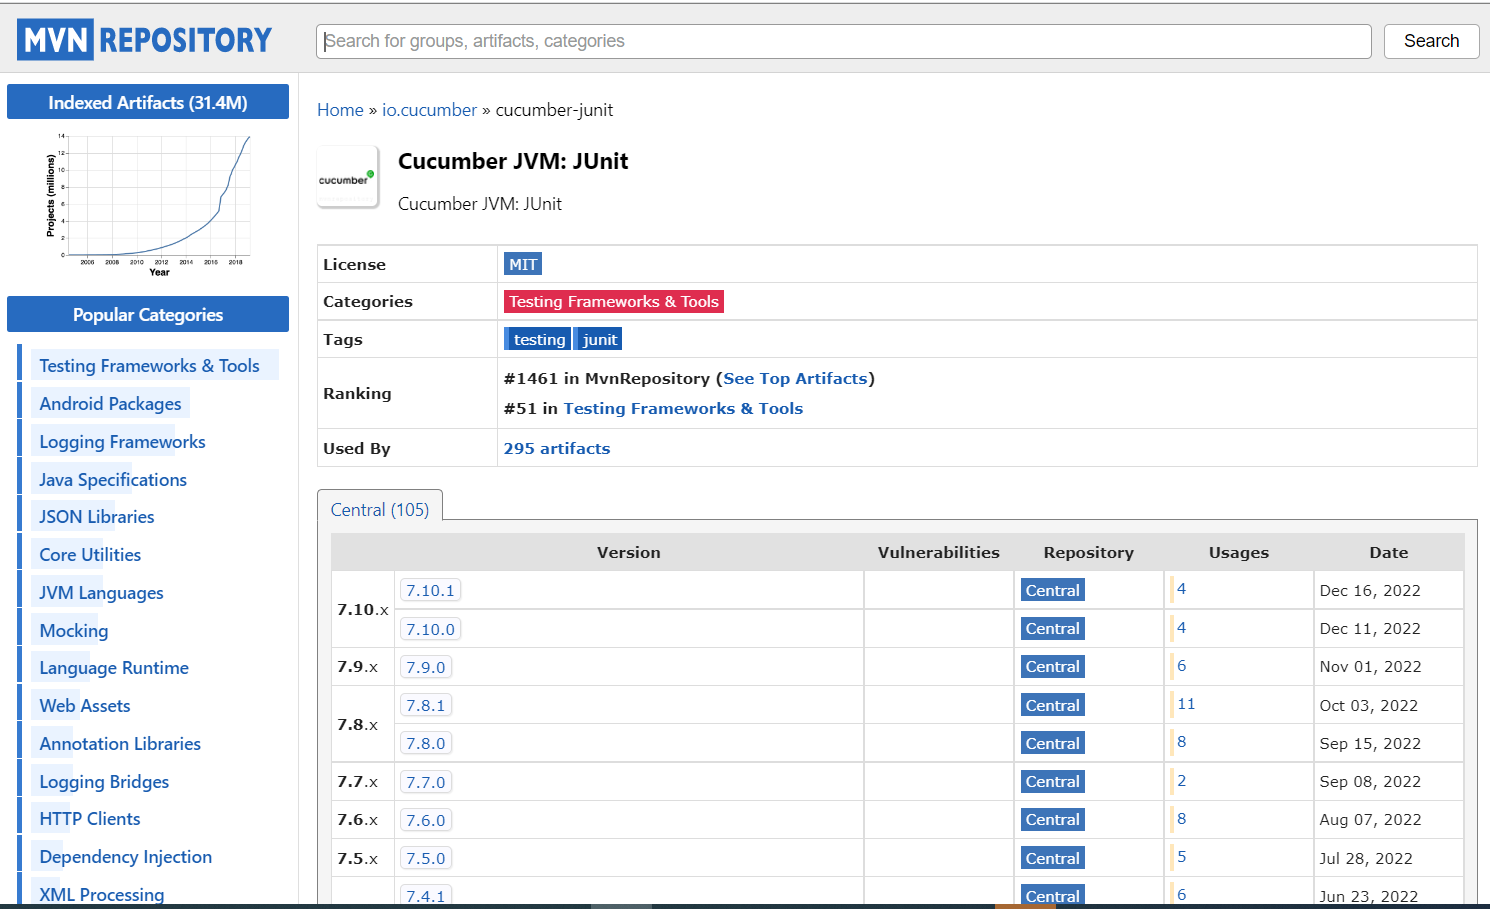 MVN REPOSITORY
Search for groups, artifacts, categories
Search
Indexed Artifacts (31.4M)
Projects (millions)
14
12
10
8
6
4
2
0
2006 2008 2010 2012 2014 2016 2018
Year
Popular Categories
Testing Frameworks & Tools
Android Packages
Logging Frameworks
Java Specifications
JSON Libraries
Core Utilities
JVM Languages
Mocking
Language Runtime
Web Assets
Annotation Libraries
Logging Bridges
HTTP Clients
Dependency Injection
XML Processing
Home » io.cucumber » cucumber-junit
cucumber
Cucumber JVM: JUnit
Cucumber JVM: JUnit
License MIT
Categories Testing Frameworks & Tools
Tags testing junit
Ranking #1461 in MvnRepository (See Top Artifacts)
#51 in Testing Frameworks & Tools
Used By 295 artifacts
Central (105)
Version Vulnerabilities Repository Usages Date
7.10.x 7.10.1 Central 4 Dec 16, 2022
7.10.0 Central 4 Dec 11, 2022
7.9.x 7.9.0 Central 6 Nov 01, 2022
7.8.x 7.8.1 Central 11 Oct 03, 2022
7.8.0 Central 8 Sep 15, 2022
7.7.x 7.7.0 Central 2 Sep 08, 2022
7.6.x 7.6.0 Central 8 Aug 07, 2022
7.5.x 7.5.0 Central 5 Jul 28, 2022
7.4.1 Central 6 Jun 23, 2022